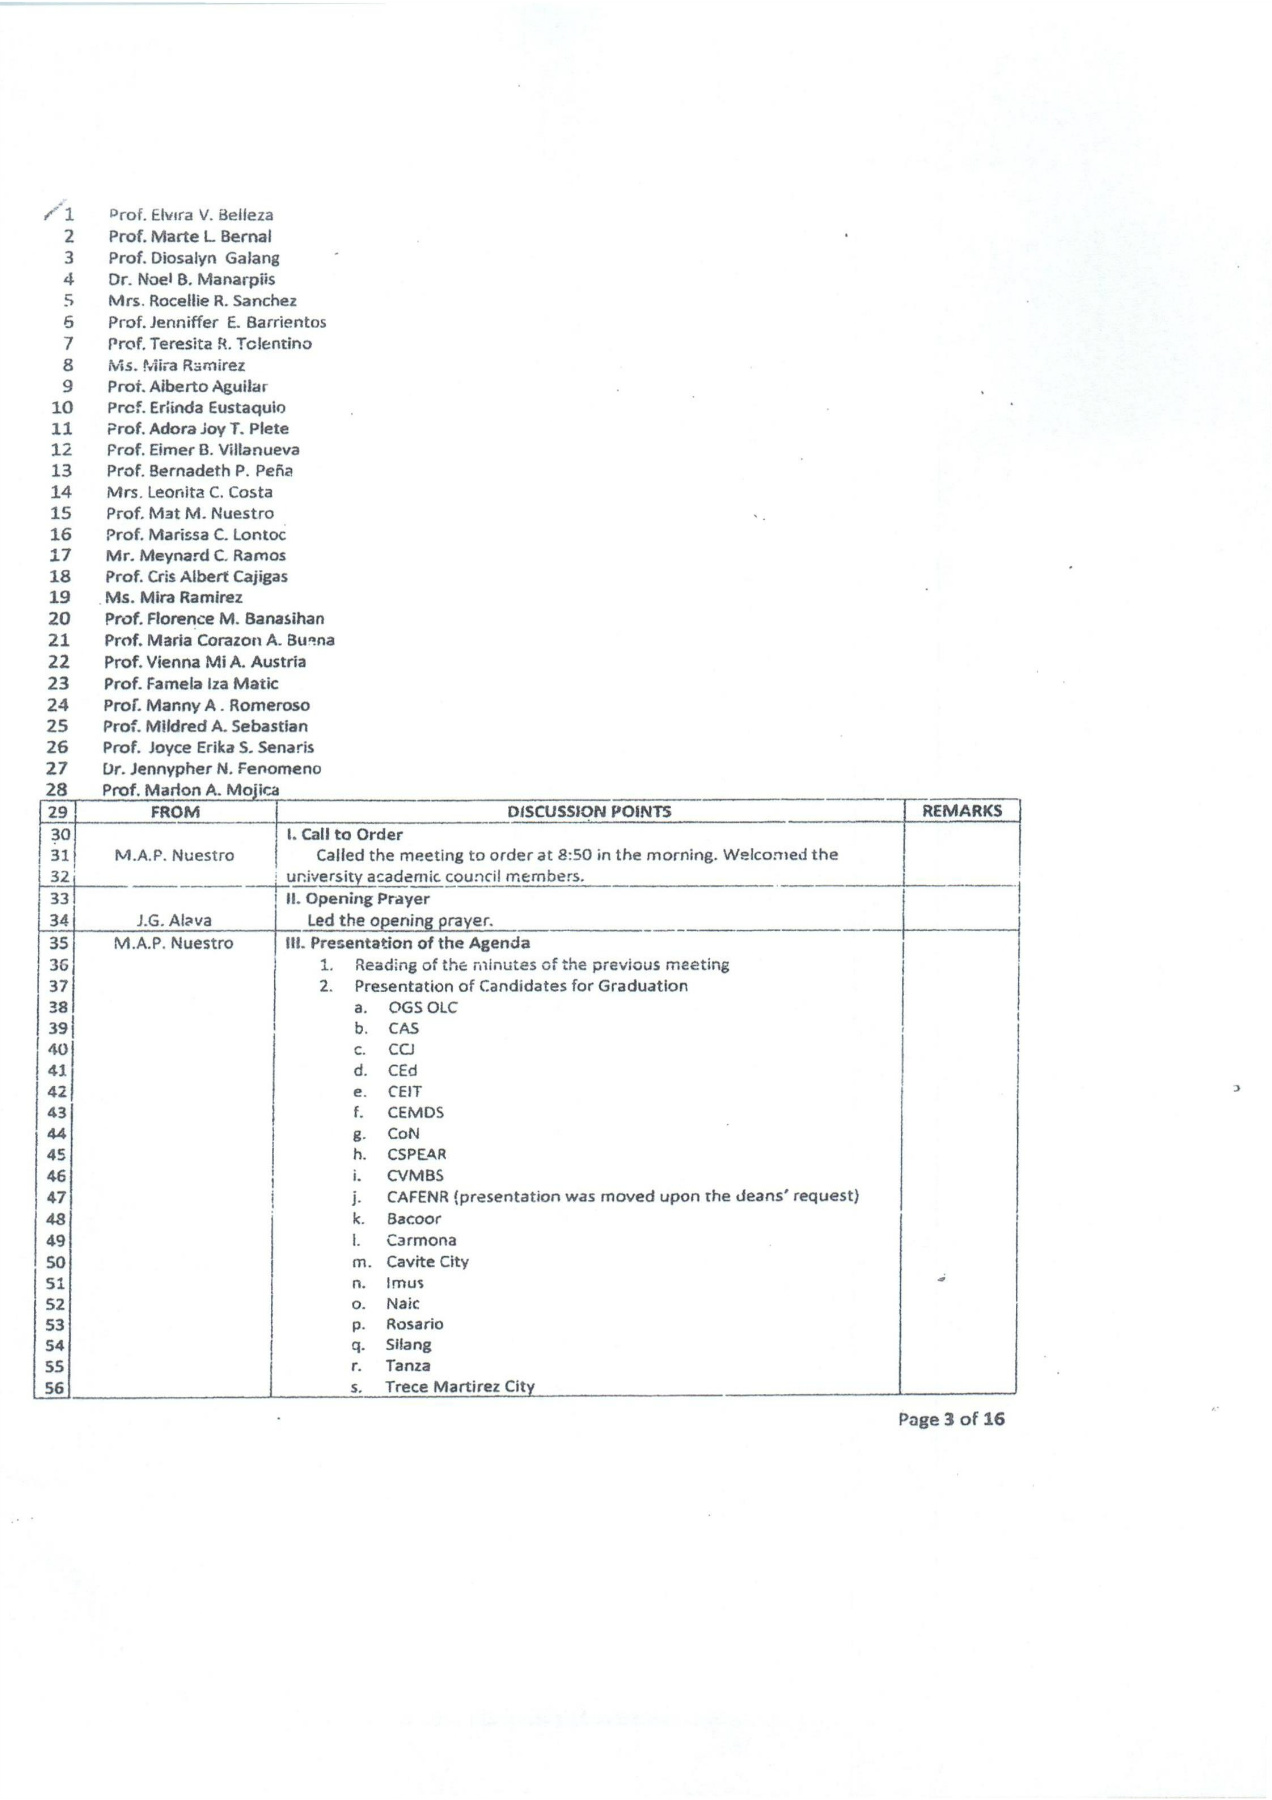 1 Prof. Elvira V. Belleza
2 Prof. Marte L. Bernal
3 Prof. Diosalyn Galang
4 Dr. Noel B. Manarpiis
5 Mrs. Rocellie R. Sanchez
6 Prof. Jenniffer E. Barrientos
7 Prof. Teresita R. Tolentino
8 Ms. Mira Ramirez
9 Prof. Alberto Aguilar
10 Prof. Erlinda Eustaquio
11 Prof. Adora Joy T. Plete
12 Prof. Elmer B. Villanueva
13 Prof. Bernadeth P. Peña
14 Mrs. Leonita C. Costa
15 Prof. Mat M. Nuestro
16 Prof. Marissa C. Lontoc
17 Mr. Meynard C. Ramos
18 Prof. Cris Albert Cajigas
19 Ms. Mira Ramirez
20 Prof. Florence M. Banasihan
21 Prof. Maria Corazon A. Buena
22 Prof. Vienna Mi A. Austria
23 Prof. Famela Iza Matic
24 Prof. Manny A . Romeroso
25 Prof. Mildred A. Sebastian
26 Prof. Joyce Erika S. Senaris
27 Dr. Jennypher N. Fenomeno
28 Prof. Marlon A. Mojica
29 FROM DISCUSSION POINTS REMARKS
30 I. Call to Order
31 M.A.P. Nuestro Called the meeting to order at 8:50 in the morning. Welcomed the
32 university academic council members.
33 II. Opening Prayer
34 J.G. Alava Led the opening prayer.
35 M.A.P. Nuestro III. Presentation of the Agenda
36 1. Reading of the minutes of the previous meeting
37 2. Presentation of Candidates for Graduation
38 a. OGS OLC
39 b. CAS
40 c. CCJ
41 d. CEd
42 e. CEIT
43 f. CEMDS
44 g. CoN
45 h. CSPEAR
46 i. CVMBS
47 j. CAFENR (presentation was moved upon the deans' request)
48 k. Bacoor
49 l. Carmona
50 m. Cavite City
51 n. Imus
52 o. Naic
53 p. Rosario
54 q. Silang
55 r. Tanza
56 s. Trece Martirez City
Page 3 of 16